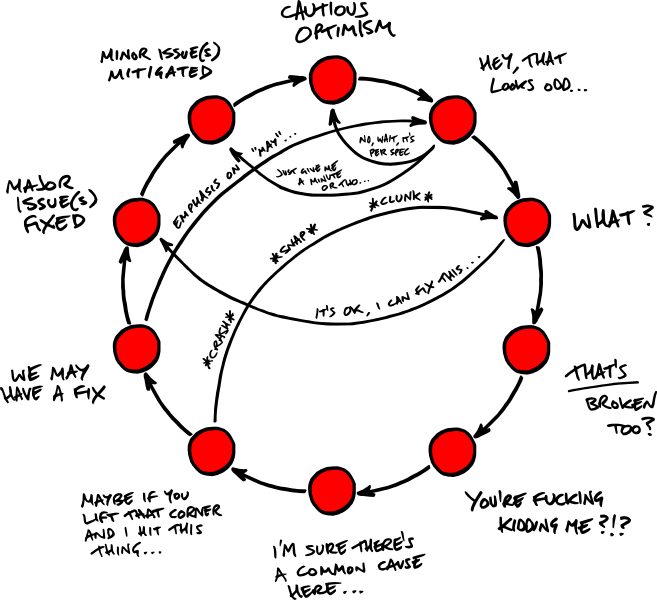 CAUTIOUS
OPTIMISM
MINOR ISSUE(S)
MITIGATED
HEY, THAT
LOOKS ODD...
NO, WAIT, IT'S
PER SPEC
JUST GIVE ME
A MINUTE
OR TWO...
EMPHASIS ON "MAY"...
MAJOR
ISSUE(S)
FIXED
WHAT?
*CRASH* *SNAP* *CLUNK*
IT'S OK, I CAN FIX THIS...
WE MAY
HAVE A FIX
THAT'S
BROKEN
TOO?
MAYBE IF YOU
LIFT THAT CORNER
AND I HIT THIS
THING...
YOU'RE FUCKING
KIDDING ME?!?
I'M SURE THERE'S
A COMMON CAUSE
HERE...